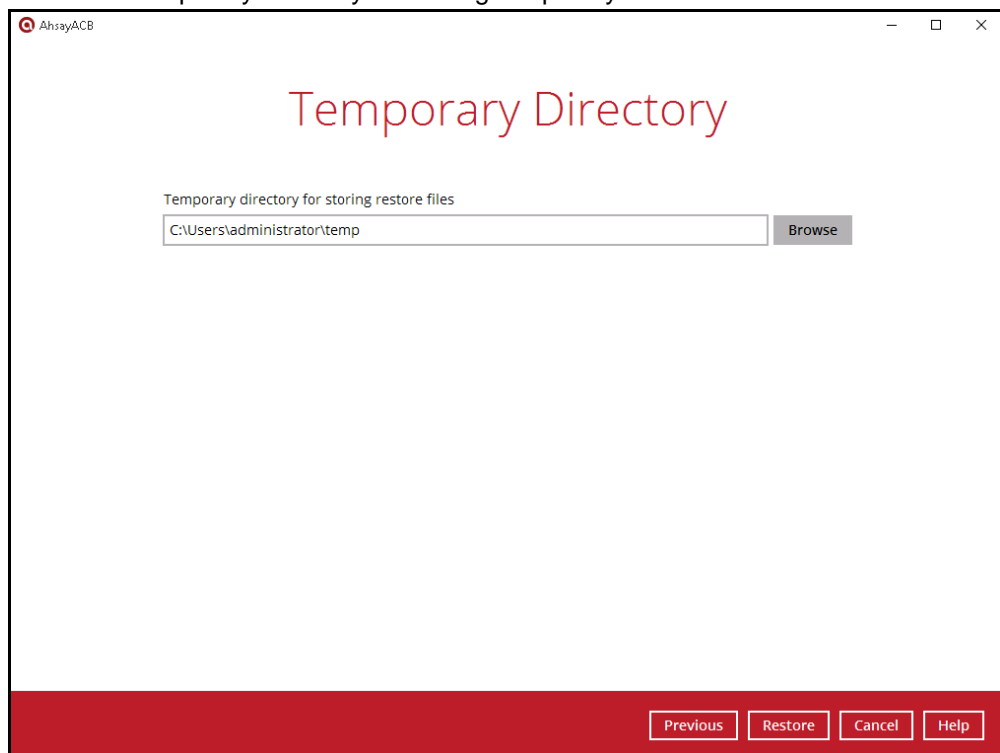 AhsayACB
Temporary Directory
Temporary directory for storing restore files
C:\Users\administrator\temp
Browse
Previous
Restore
Cancel
Help